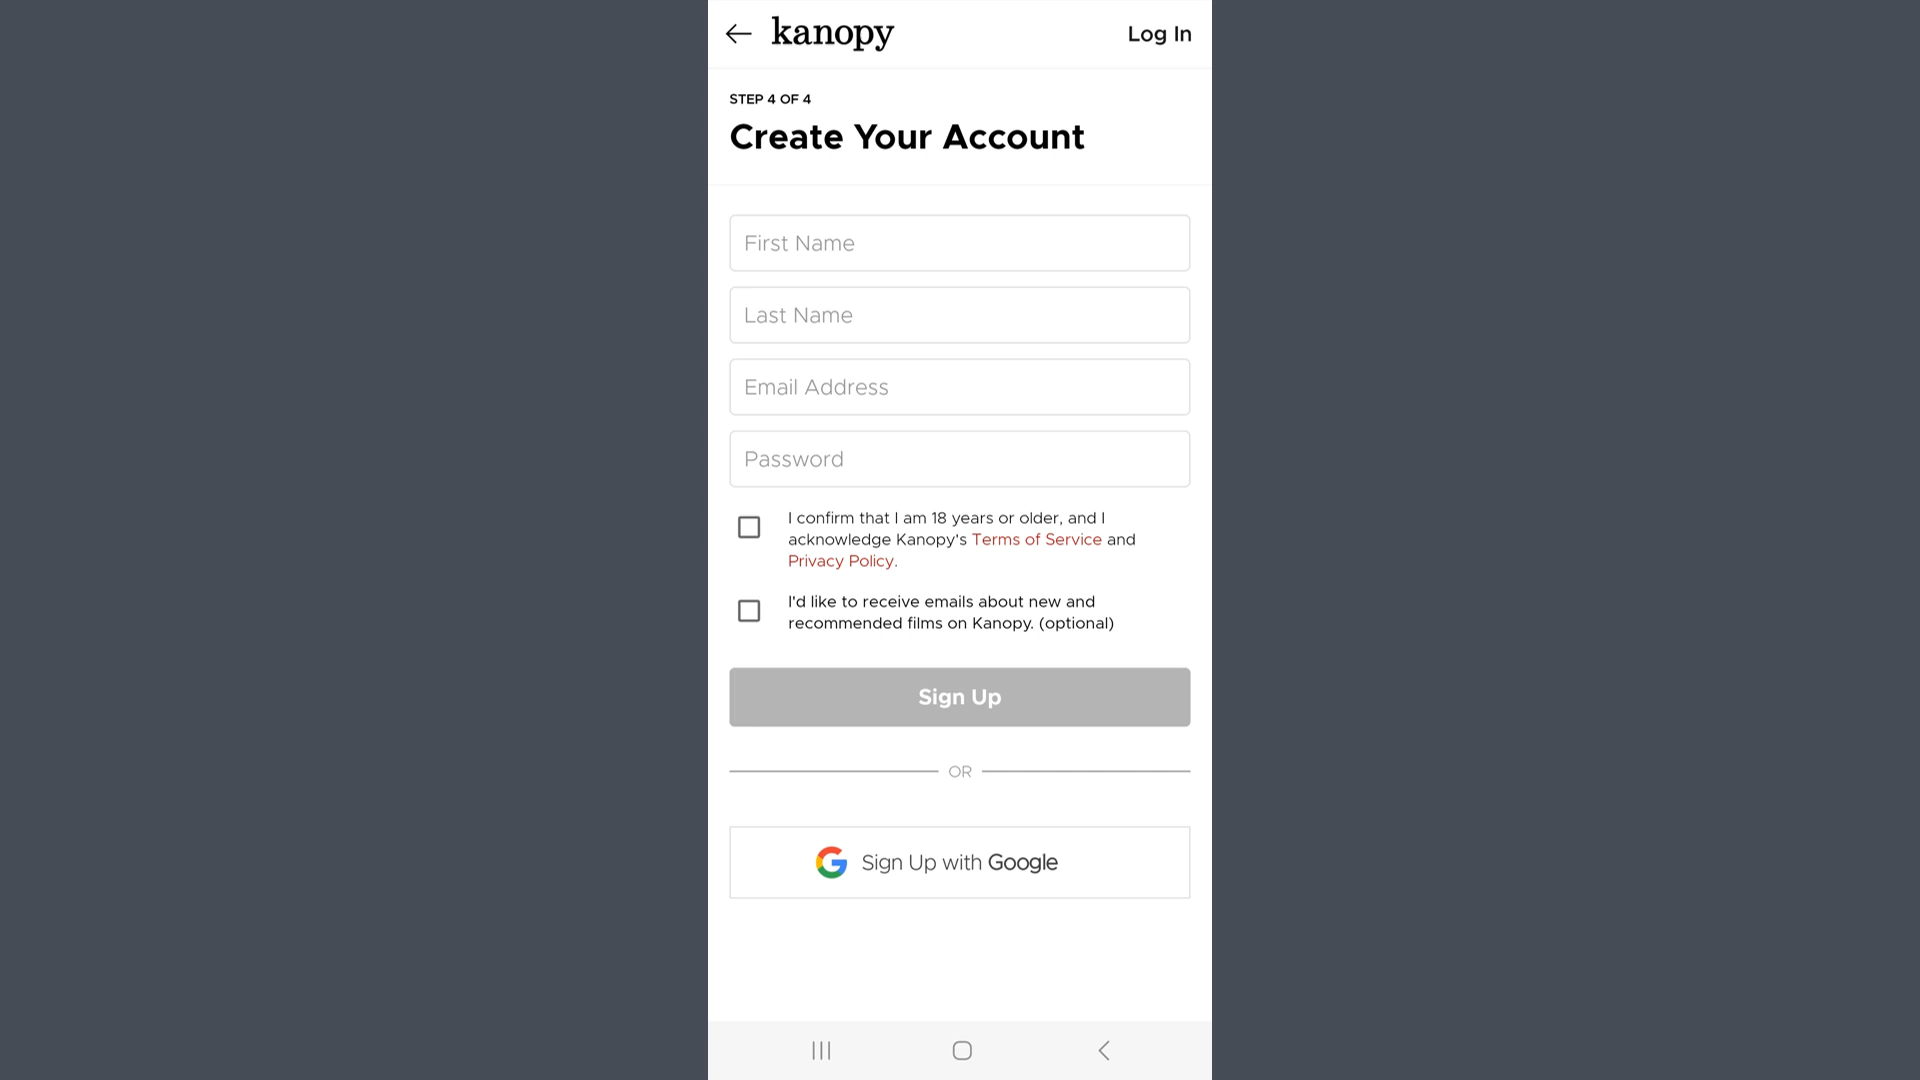 kanopy
Log In
STEP 4 OF 4
Create Your Account
First Name
Last Name
Email Address
Password
I confirm that I am 18 years or older, and I
acknowledge Kanopy's Terms of Service and
Privacy Policy.
I'd like to receive emails about new and
recommended films on Kanopy. (optional)
Sign Up
OR
Sign Up with Google